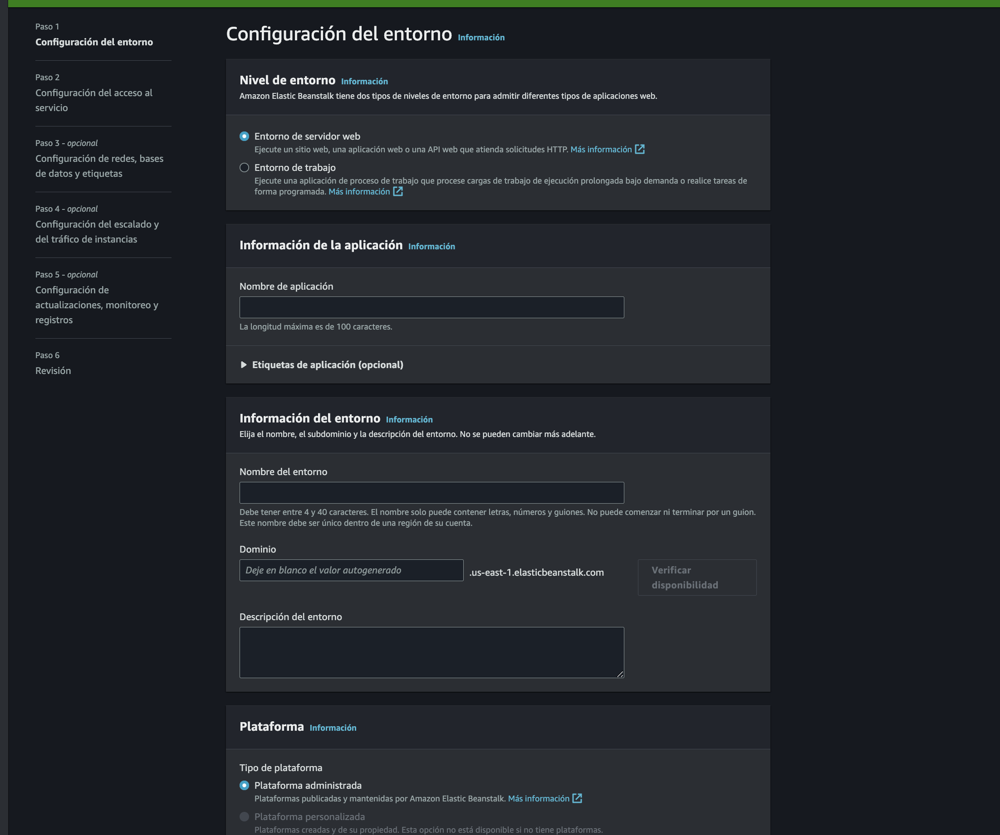 Paso 1
Configuración del entorno
Paso 2
Configuración del acceso al
servicio
Paso 3 - opcional
Configuración de redes, bases
de datos y etiquetas
Paso 4 - opcional
Configuración del escalado y
del tráfico de instancias
Paso 5 - opcional
Configuración de
actualizaciones, monitoreo y
registros
Paso 6
Revisión
Configuración del entorno Información
Nivel de entorno Información
Amazon Elastic Beanstalk tiene dos tipos de niveles de entorno para admitir diferentes tipos de aplicaciones web.
Entorno de servidor web
Ejecute un sitio web, una aplicación web o una API web que atienda solicitudes HTTP. Más información
Entorno de trabajo
Ejecute una aplicación de proceso de trabajo que procese cargas de trabajo de ejecución prolongada bajo demanda o realice tareas de
forma programada. Más información
Información de la aplicación Información
Nombre de aplicación
La longitud máxima es de 100 caracteres.
Etiquetas de aplicación (opcional)
Información del entorno Información
Elija el nombre, el subdominio y la descripción del entorno. No se pueden cambiar más adelante.
Nombre del entorno
Debe tener entre 4 y 40 caracteres. El nombre solo puede contener letras, números y guiones. No puede comenzar ni terminar por un guion.
Este nombre debe ser único dentro de una región de su cuenta.
Dominio
Deje en blanco el valor autogenerado .us-east-1.elasticbeanstalk.com
Verificar
disponibilidad
Descripción del entorno
Plataforma Información
Tipo de plataforma
Plataforma administrada
Plataformas publicadas y mantenidas por Amazon Elastic Beanstalk. Más información
Plataforma personalizada
Plataformas creadas y de su propiedad. Esta opción no está disponible si no tiene plataformas.